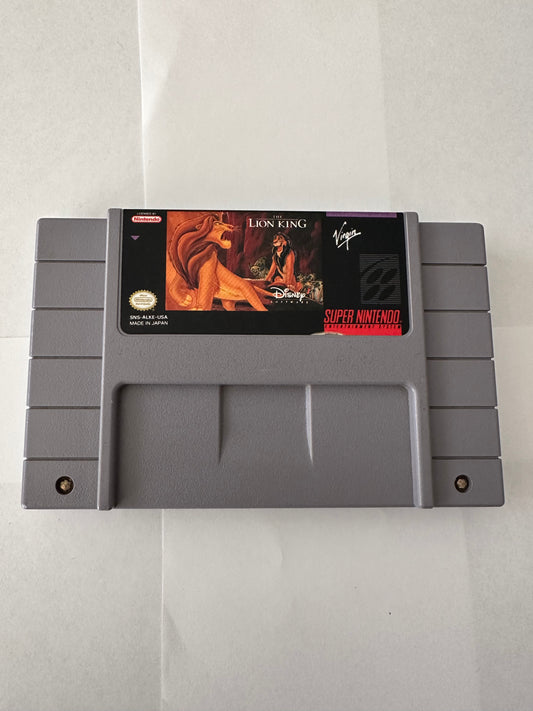 LICENSED BY
Nintendo
THE
LION KING
Virgin
Disney
SOFTWARE
SNS-ALKE-USA
MADE IN JAPAN
SUPER NINTENDO
ENTERTAINMENT SYSTEM